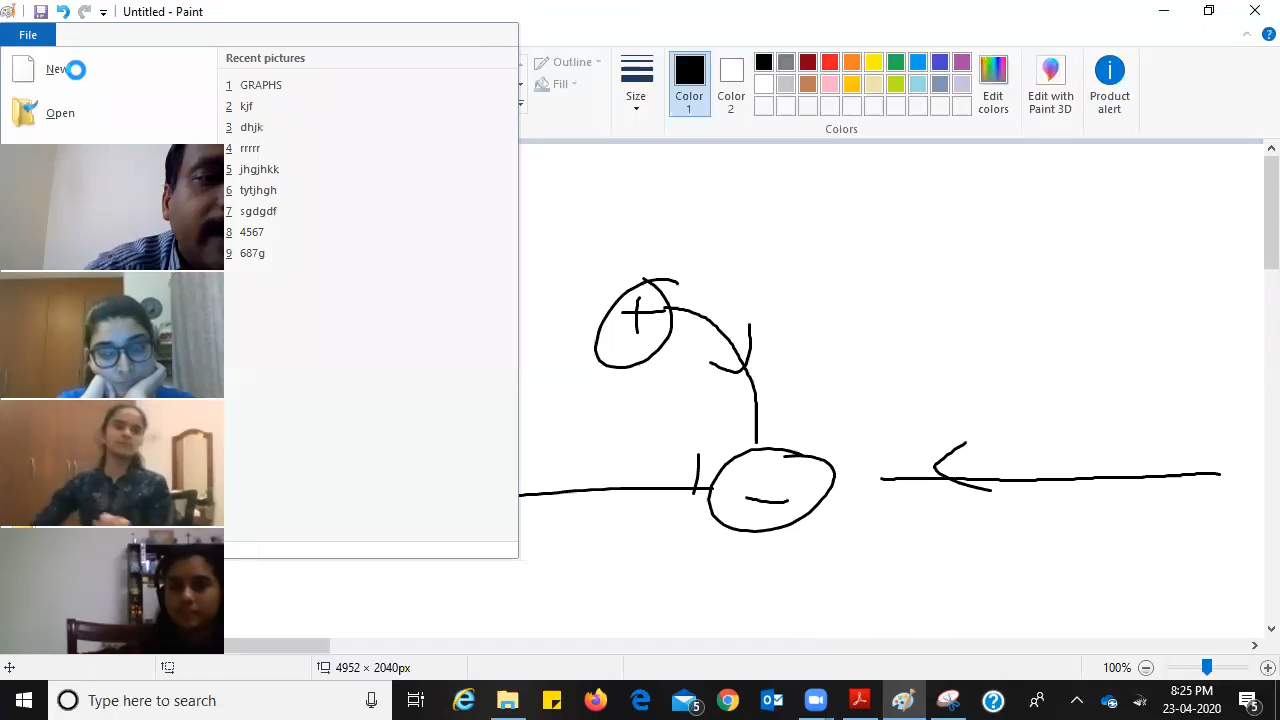 Untitled - Paint
File
New
Open
Recent pictures
1 GRAPHS
2 kjf
3 dhjk
4 rrrrr
5 jhgjhkk
6 tytjhgh
7 sgdgdf
8 4567
9 687g
Outline
Fill
Size
Color 1
Color 2
Edit colors
Edit with Paint 3D
Product alert
Colors
+
−
4952 × 2040px
100%
Type here to search
5
8:25 PM
23-04-2020
5